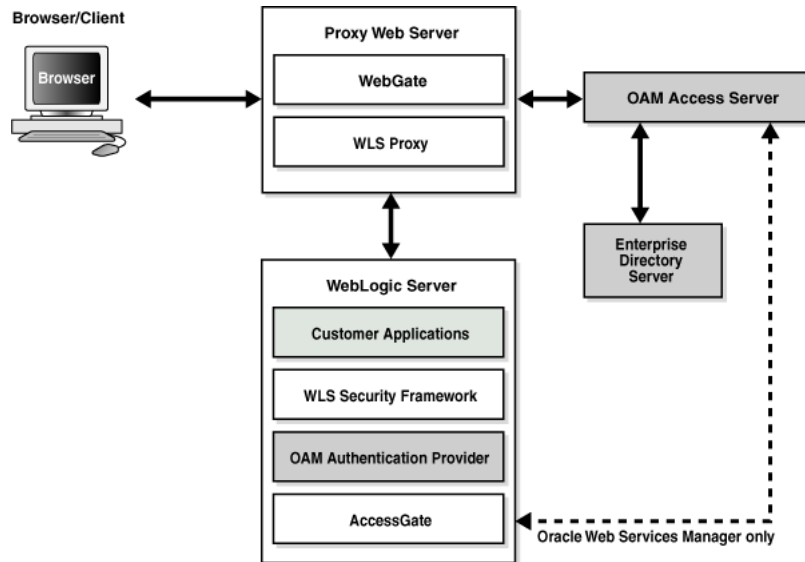 Browser/Client
Browser
Proxy Web Server
WebGate
WLS Proxy
OAM Access Server
Enterprise
Directory
Server
WebLogic Server
Customer Applications
WLS Security Framework
OAM Authentication Provider
AccessGate
Oracle Web Services Manager only